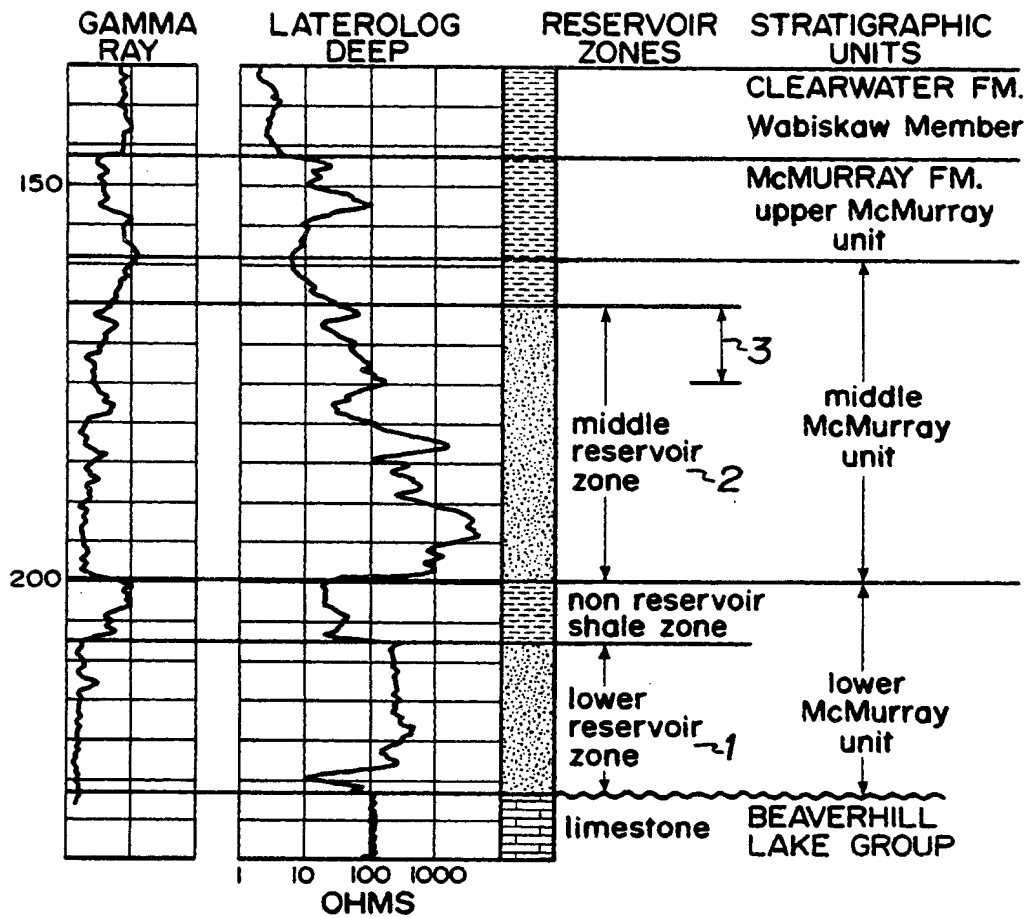 GAMMA
RAY
LATEROLOG
DEEP
RESERVOIR
ZONES
STRATIGRAPHIC
UNITS
CLEARWATER FM.
Wabiskaw Member
150
McMURRAY FM.
upper McMurray
unit
3
middle
reservoir
zone
2
middle
McMurray
unit
200
non reservoir
shale zone
lower
reservoir
zone
1
lower
McMurray
unit
limestone
BEAVERHILL
LAKE GROUP
1 10 100 1000
OHMS